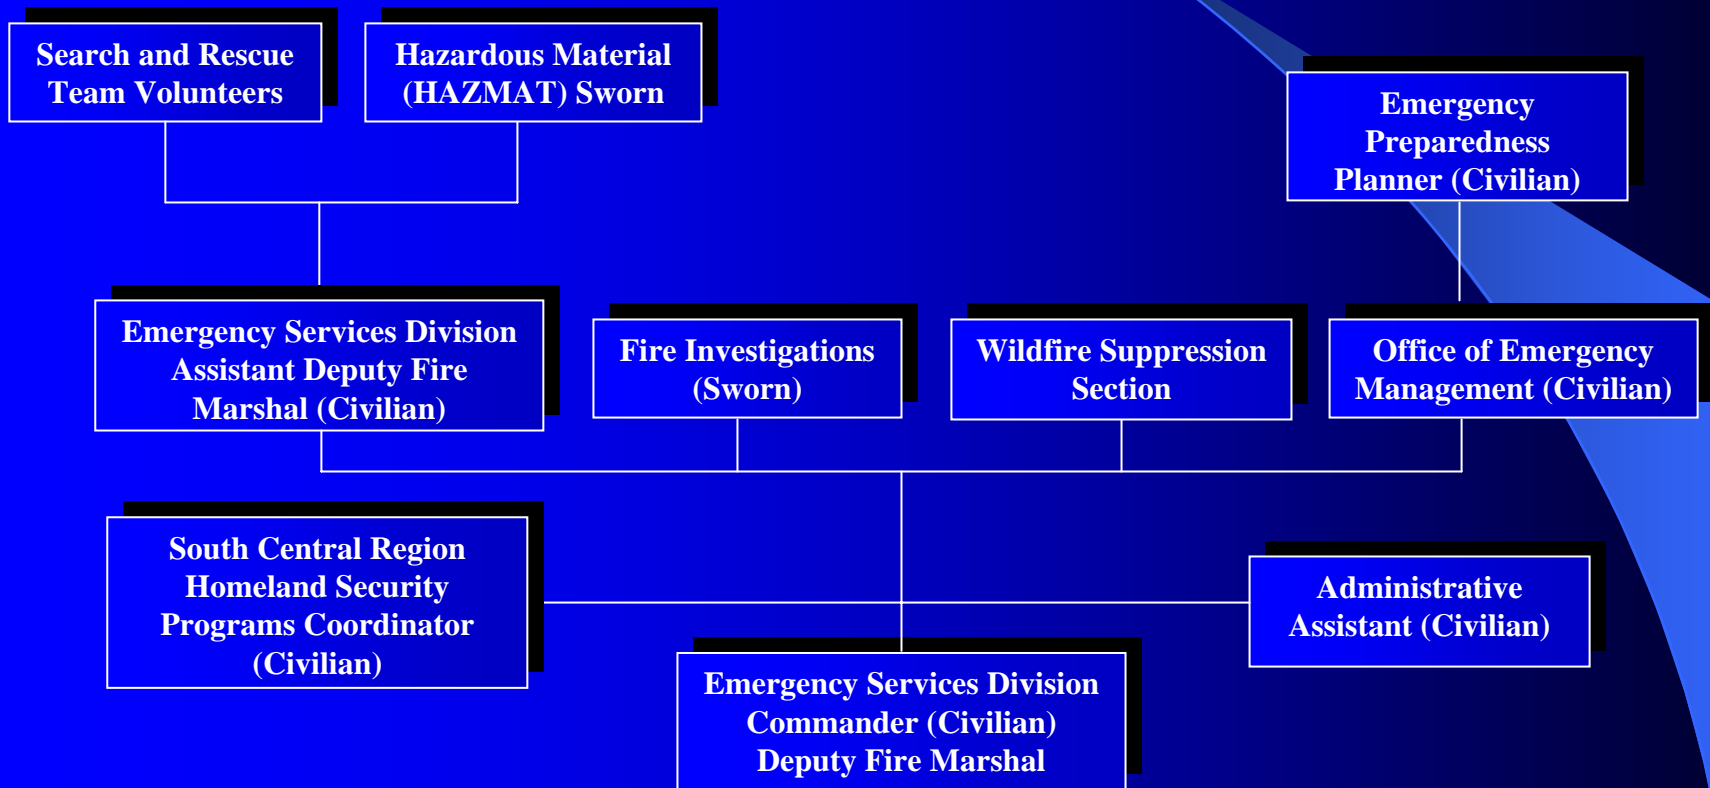 Search and Rescue
Team Volunteers
Hazardous Material
(HAZMAT) Sworn
Emergency
Preparedness
Planner (Civilian)
Emergency Services Division
Assistant Deputy Fire
Marshal (Civilian)
Fire Investigations
(Sworn)
Wildfire Suppression
Section
Office of Emergency
Management (Civilian)
South Central Region
Homeland Security
Programs Coordinator
(Civilian)
Administrative
Assistant (Civilian)
Emergency Services Division
Commander (Civilian)
Deputy Fire Marshal